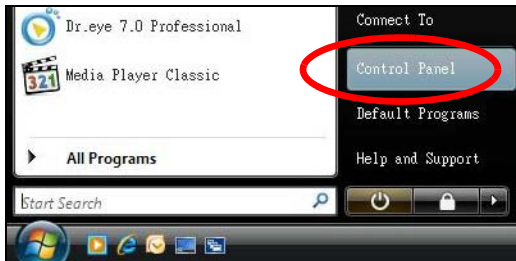 Dr.eye 7.0 Professional
321
Media Player Classic
All Programs
Start Search
Connect To
Control Panel
Default Programs
Help and Support